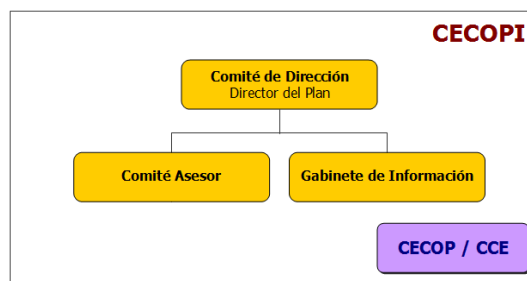 CECOPI
Comité de Dirección
Director del Plan
Comité Asesor
Gabinete de Información
CECOP / CCE